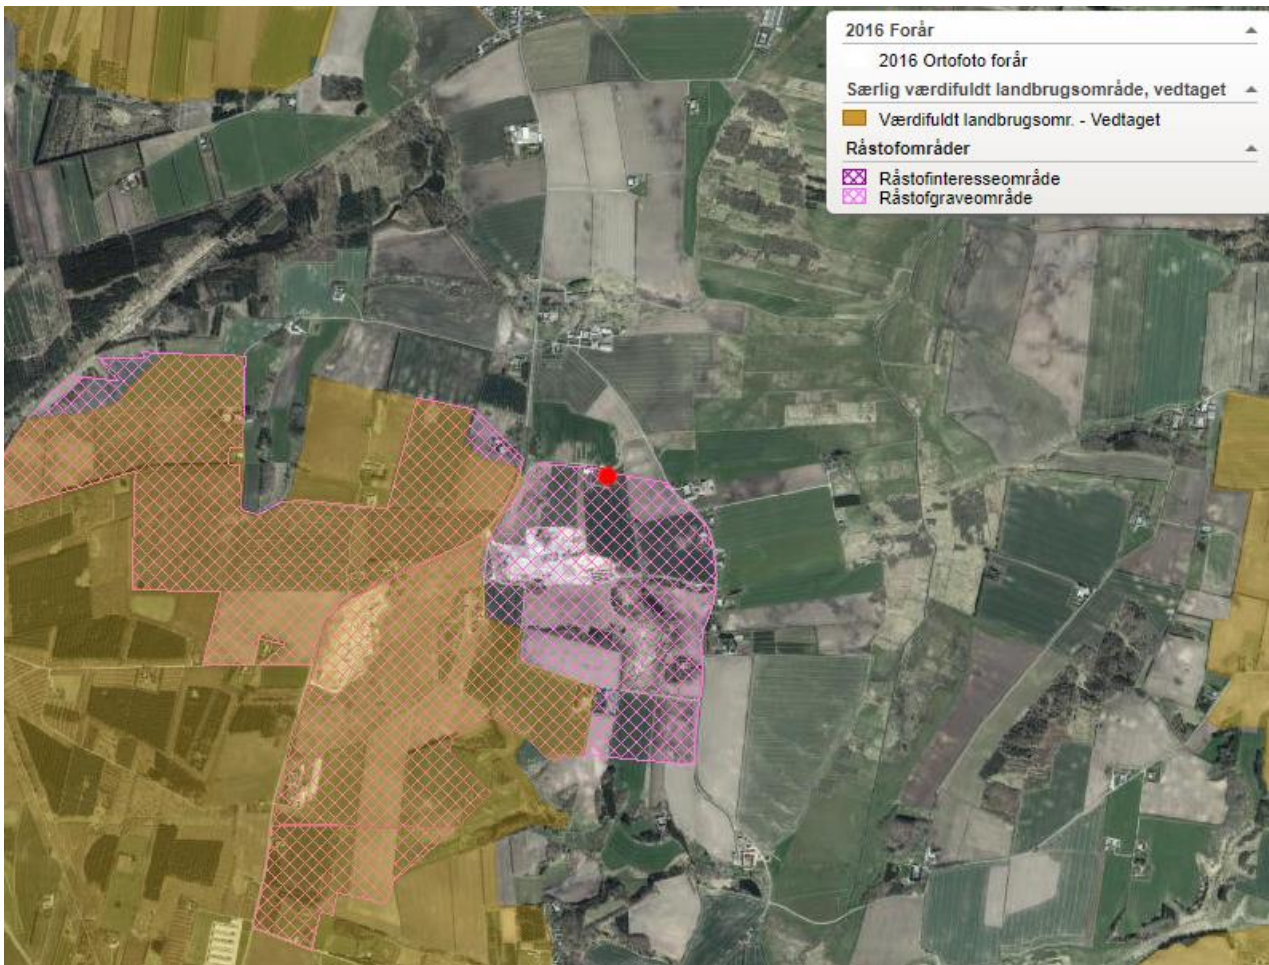 2016 Forår
2016 Ortofoto forår
Særlig værdifuldt landbrugsområde, vedtaget
Værdifuldt landbrugsomr. - Vedtaget
Råstofområder
Råstofinteresseområde
Råstofgraveområde